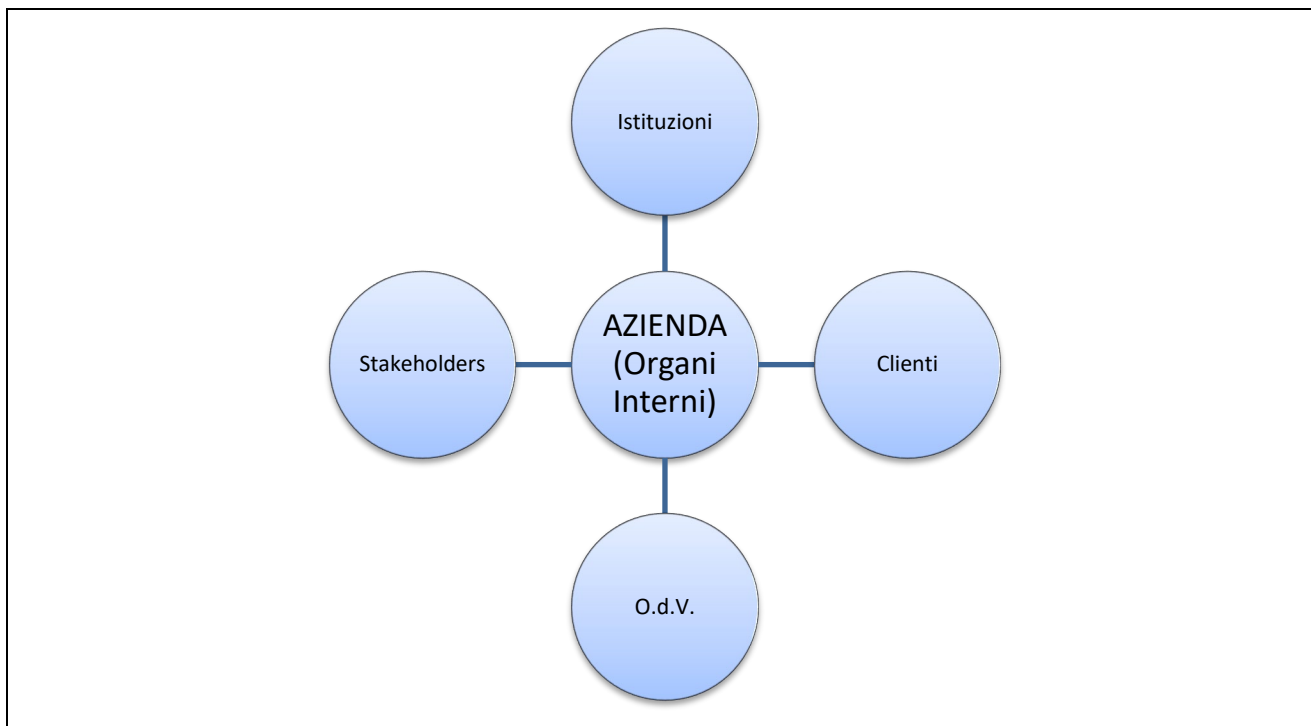 Istituzioni
Stakeholders
AZIENDA
(Organi
Interni)
Clienti
O.d.V.